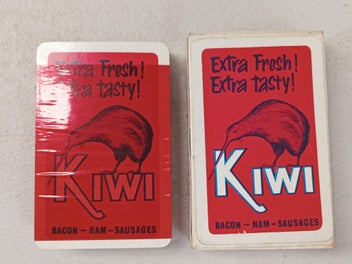 Extra Fresh!
Extra tasty!
KIWI
BACON - HAM - SAUSAGES
Extra Fresh!
Extra tasty!
KIWI
BACON - HAM - SAUSAGES